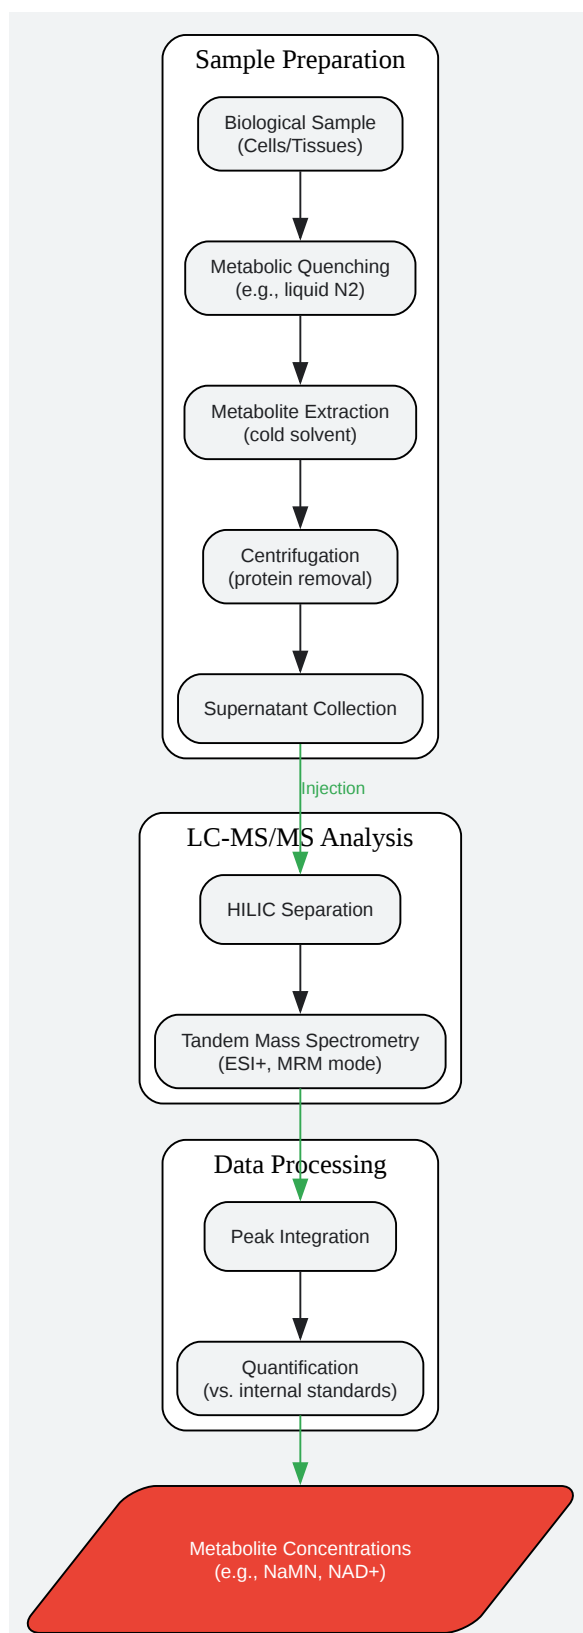 Sample Preparation
Biological Sample
(Cells/Tissues)
Metabolic Quenching
(e.g., liquid N2)
Metabolite Extraction
(cold solvent)
Centrifugation
(protein removal)
Supernatant Collection
Injection
LC-MS/MS Analysis
HILIC Separation
Tandem Mass Spectrometry
(ESI+, MRM mode)
Data Processing
Peak Integration
Quantification
(vs. internal standards)
Metabolite Concentrations
(e.g., NaMN, NAD+)